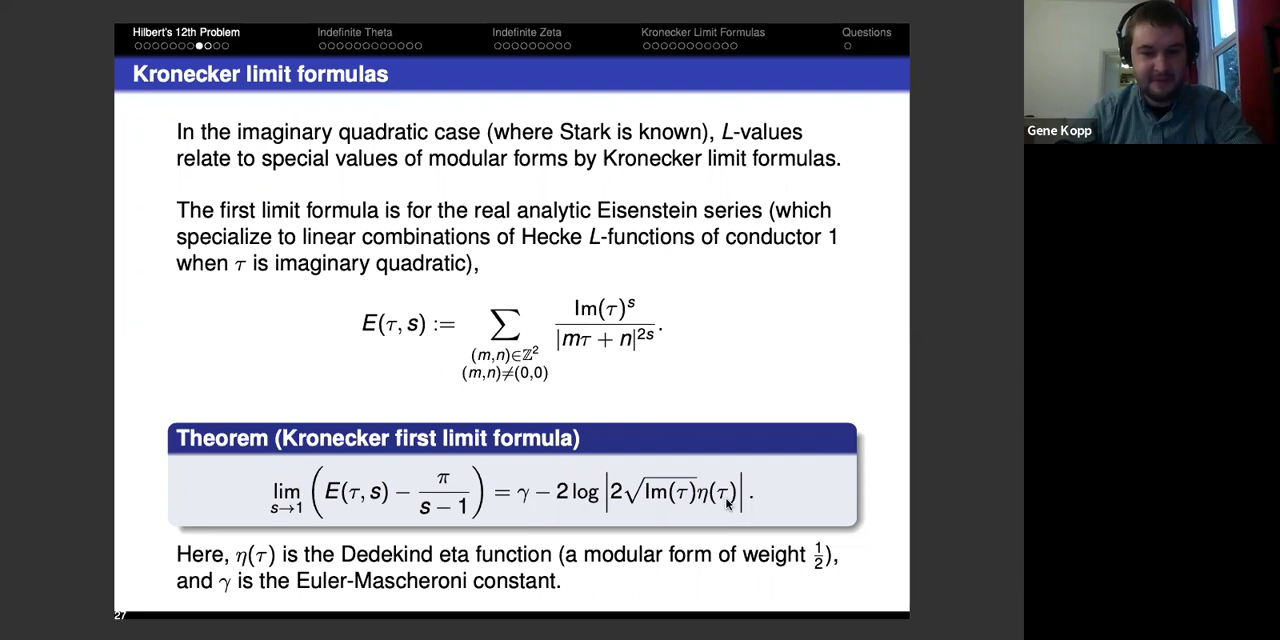 Hilbert's 12th Problem Indefinite Theta Indefinite Zeta Kronecker Limit Formulas Questions
Kronecker limit formulas
In the imaginary quadratic case (where Stark is known), L-values
relate to special values of modular forms by Kronecker limit formulas.
The first limit formula is for the real analytic Eisenstein series (which
specialize to linear combinations of Hecke L-functions of conductor 1
when τ is imaginary quadratic),
E(τ, s) := ∑_{(m,n)∈ℤ², (m,n)≠(0,0)} Im(τ)^s / |mτ + n|^{2s}.
Theorem (Kronecker first limit formula)
lim_{s→1} (E(τ, s) − π/(s − 1)) = γ − 2 log |2√Im(τ)η(τ)|.
Here, η(τ) is the Dedekind eta function (a modular form of weight ½),
and γ is the Euler-Mascheroni constant.
27
Gene Kopp